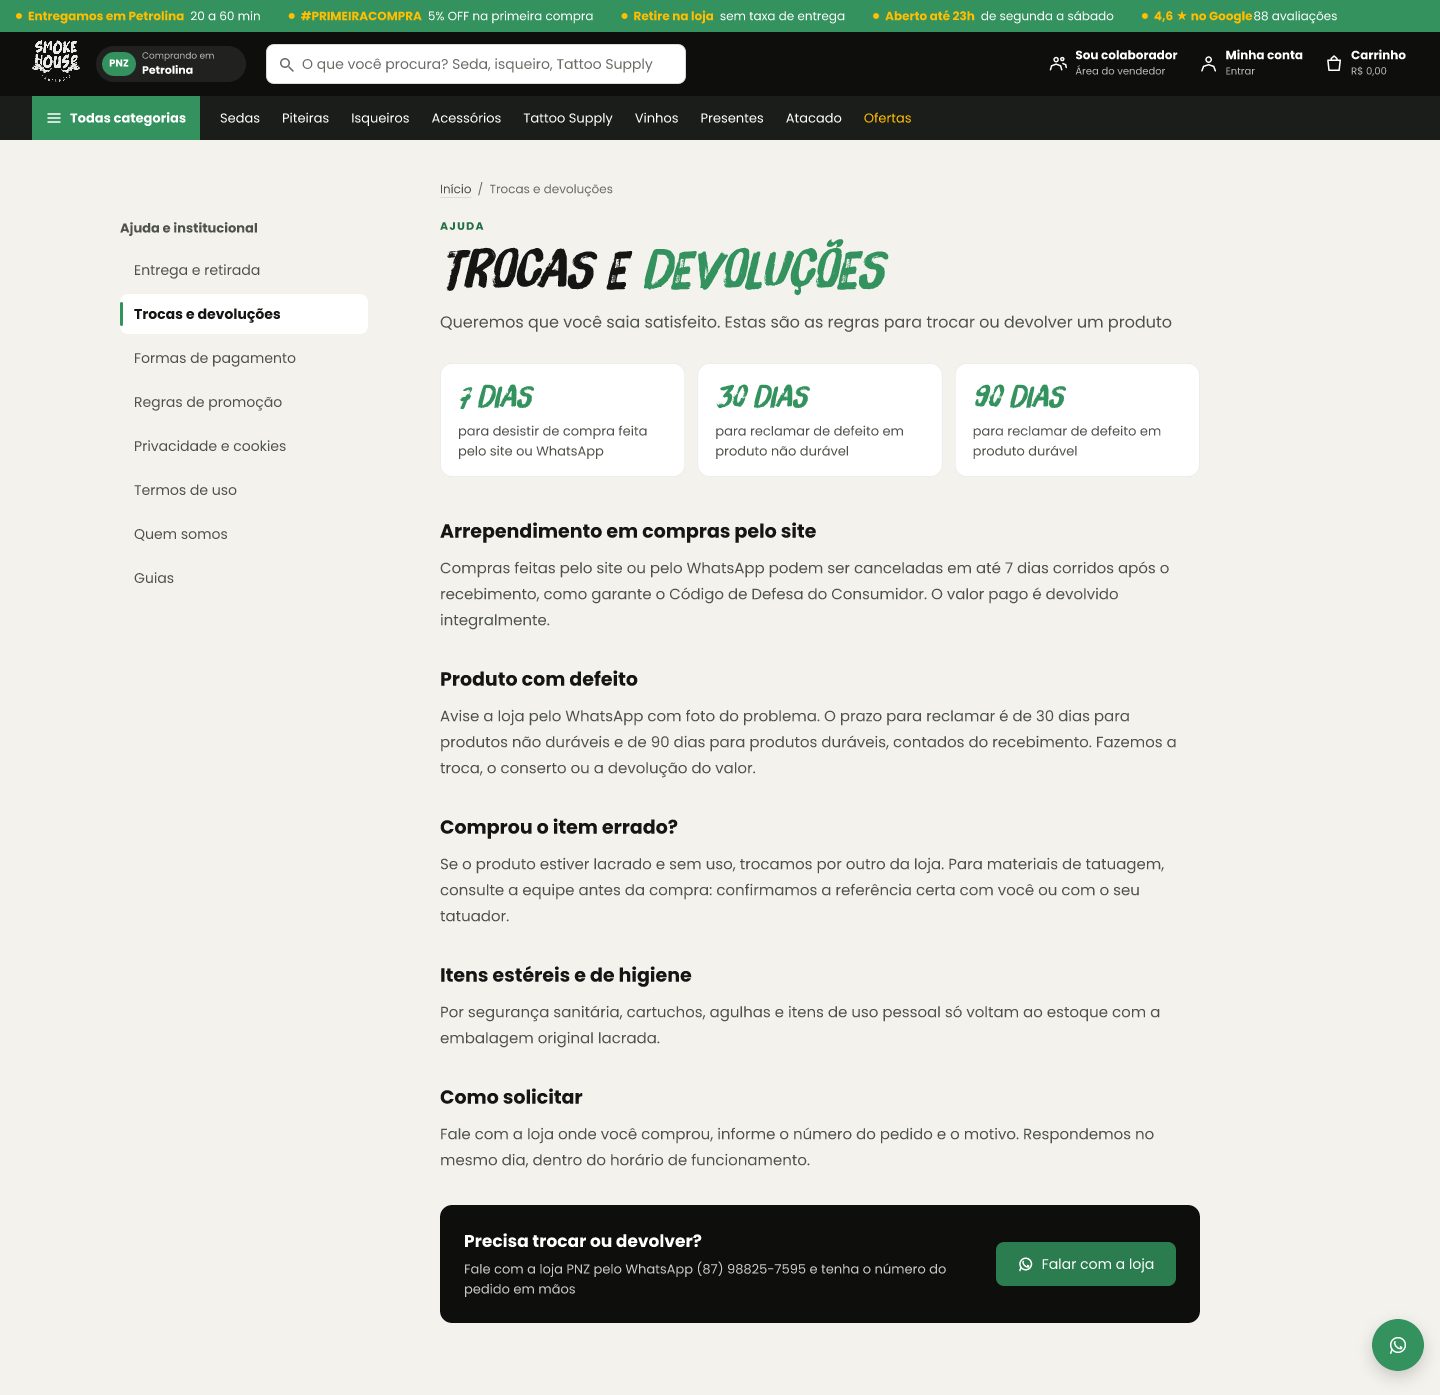 Entregamos em Petrolina 20 a 60 min
#PRIMEIRACOMPRA 5% OFF na primeira compra
Retire na loja sem taxa de entrega
Aberto até 23h de segunda a sábado
4,6 ★ no Google 88 avaliações
SMOKE
HOUSE
PNZ
Comprando em
Petrolina
O que você procura? Seda, isqueiro, Tattoo Supply
Sou colaborador
Área do vendedor
Minha conta
Entrar
Carrinho
R$ 0,00
Todas categorias
Sedas
Piteiras
Isqueiros
Acessórios
Tattoo Supply
Vinhos
Presentes
Atacado
Ofertas
Ajuda e institucional
Entrega e retirada
Trocas e devoluções
Formas de pagamento
Regras de promoção
Privacidade e cookies
Termos de uso
Quem somos
Guias
Início / Trocas e devoluções
AJUDA
TROCAS E DEVOLUÇÕES
Queremos que você saia satisfeito. Estas são as regras para trocar ou devolver um produto
7 DIAS
para desistir de compra feita
pelo site ou WhatsApp
30 DIAS
para reclamar de defeito em
produto não durável
90 DIAS
para reclamar de defeito em
produto durável
Arrependimento em compras pelo site
Compras feitas pelo site ou pelo WhatsApp podem ser canceladas em até 7 dias corridos após o
recebimento, como garante o Código de Defesa do Consumidor. O valor pago é devolvido
integralmente.
Produto com defeito
Avise a loja pelo WhatsApp com foto do problema. O prazo para reclamar é de 30 dias para
produtos não duráveis e de 90 dias para produtos duráveis, contados do recebimento. Fazemos a
troca, o conserto ou a devolução do valor.
Comprou o item errado?
Se o produto estiver lacrado e sem uso, trocamos por outro da loja. Para materiais de tatuagem,
consulte a equipe antes da compra: confirmamos a referência certa com você ou com o seu
tatuador.
Itens estéreis e de higiene
Por segurança sanitária, cartuchos, agulhas e itens de uso pessoal só voltam ao estoque com a
embalagem original lacrada.
Como solicitar
Fale com a loja onde você comprou, informe o número do pedido e o motivo. Respondemos no
mesmo dia, dentro do horário de funcionamento.
Precisa trocar ou devolver?
Fale com a loja PNZ pelo WhatsApp (87) 98825-7595 e tenha o número do
pedido em mãos
Falar com a loja